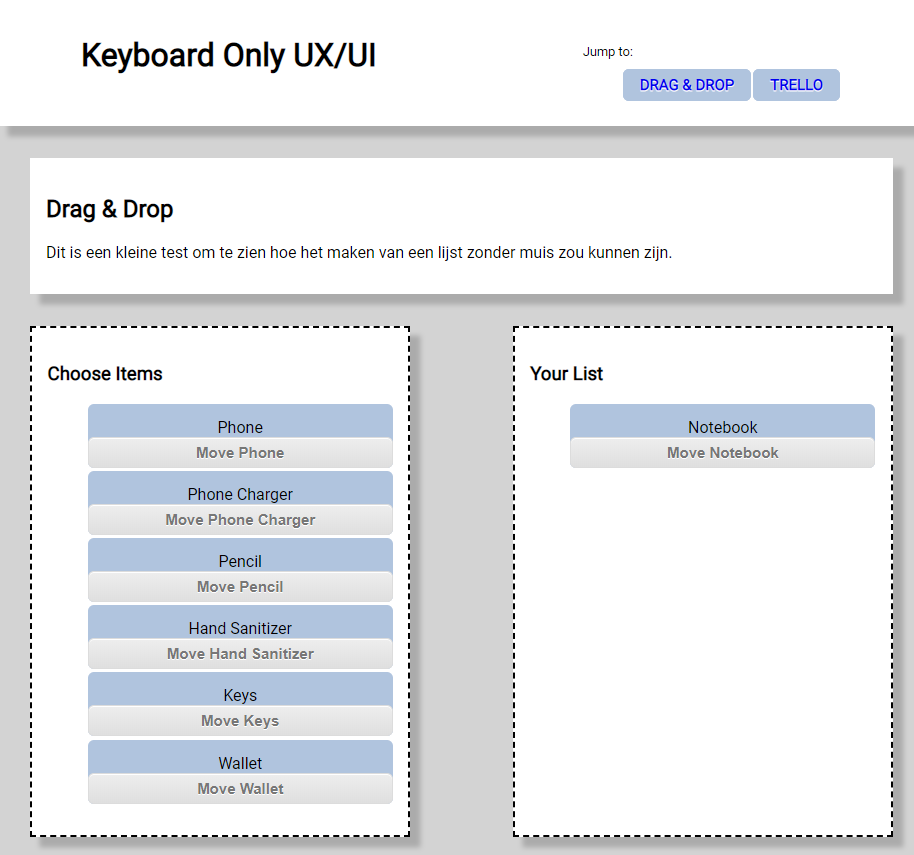 Keyboard Only UX/UI
Jump to:
DRAG & DROP
TRELLO
Drag & Drop
Dit is een kleine test om te zien hoe het maken van een lijst zonder muis zou kunnen zijn.
Choose Items
Phone
Move Phone
Phone Charger
Move Phone Charger
Pencil
Move Pencil
Hand Sanitizer
Move Hand Sanitizer
Keys
Move Keys
Wallet
Move Wallet
Your List
Notebook
Move Notebook